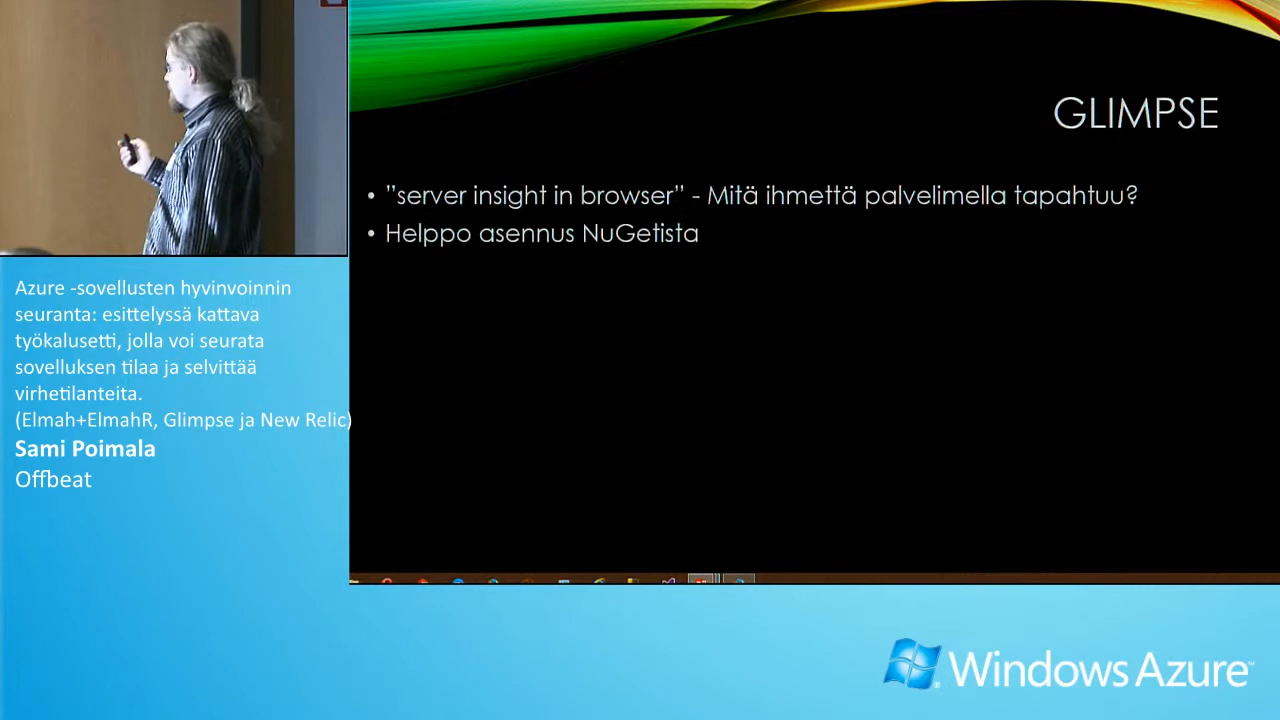 GLIMPSE
• ”server insight in browser” - Mitä ihmettä palvelimella tapahtuu?
• Helppo asennus NuGetista
Azure -sovellusten hyvinvoinnin
seuranta: esittelyssä kattava
työkalusetti, jolla voi seurata
sovelluksen tilaa ja selvittää
virhetilanteita.
(Elmah+ElmahR, Glimpse ja New Relic)
Sami Poimala
Offbeat
Windows Azure™